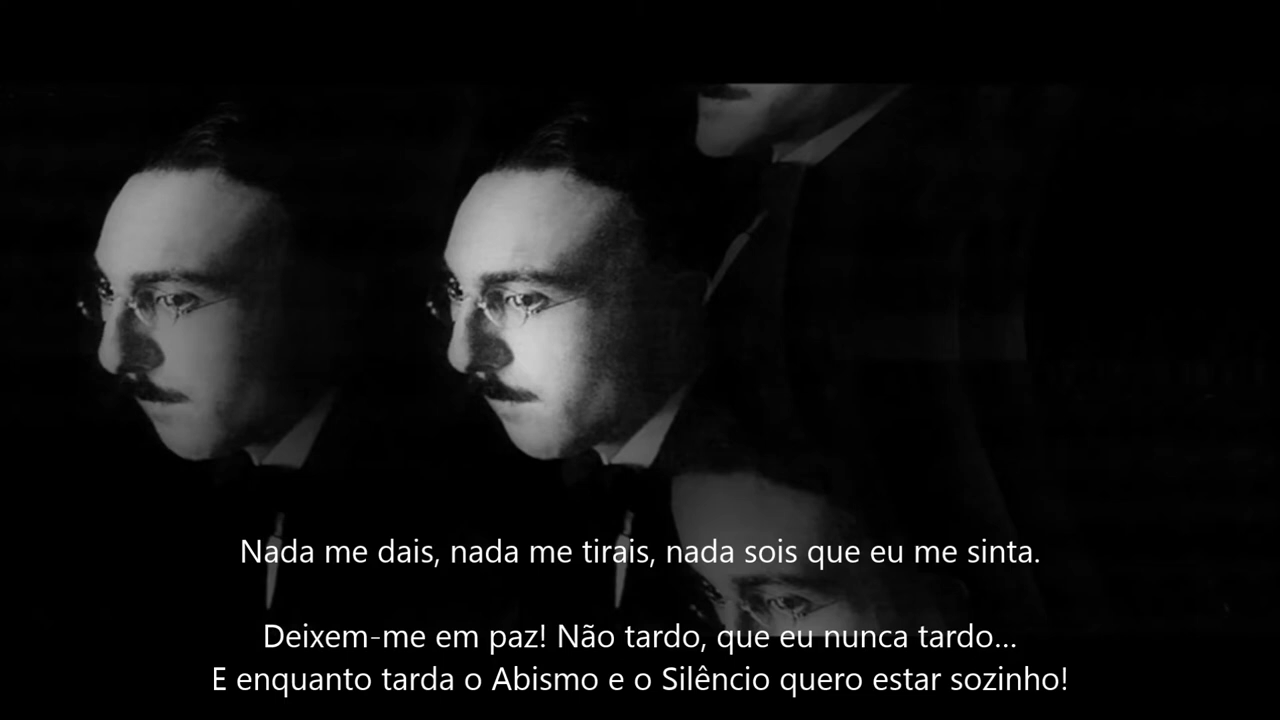 Nada me dais, nada me tirais, nada sois que eu me sinta.
Deixem-me em paz! Não tardo, que eu nunca tardo...
E enquanto tarda o Abismo e o Silêncio quero estar sozinho!